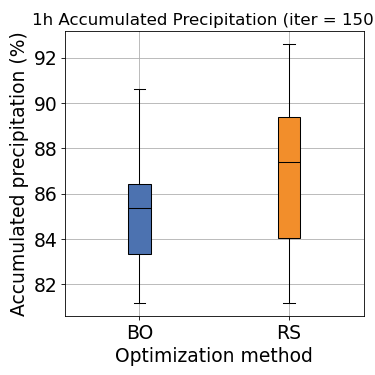 1h Accumulated Precipitation (iter = 150
Accumulated precipitation (%)
92
90
88
86
84
82
BO RS
Optimization method